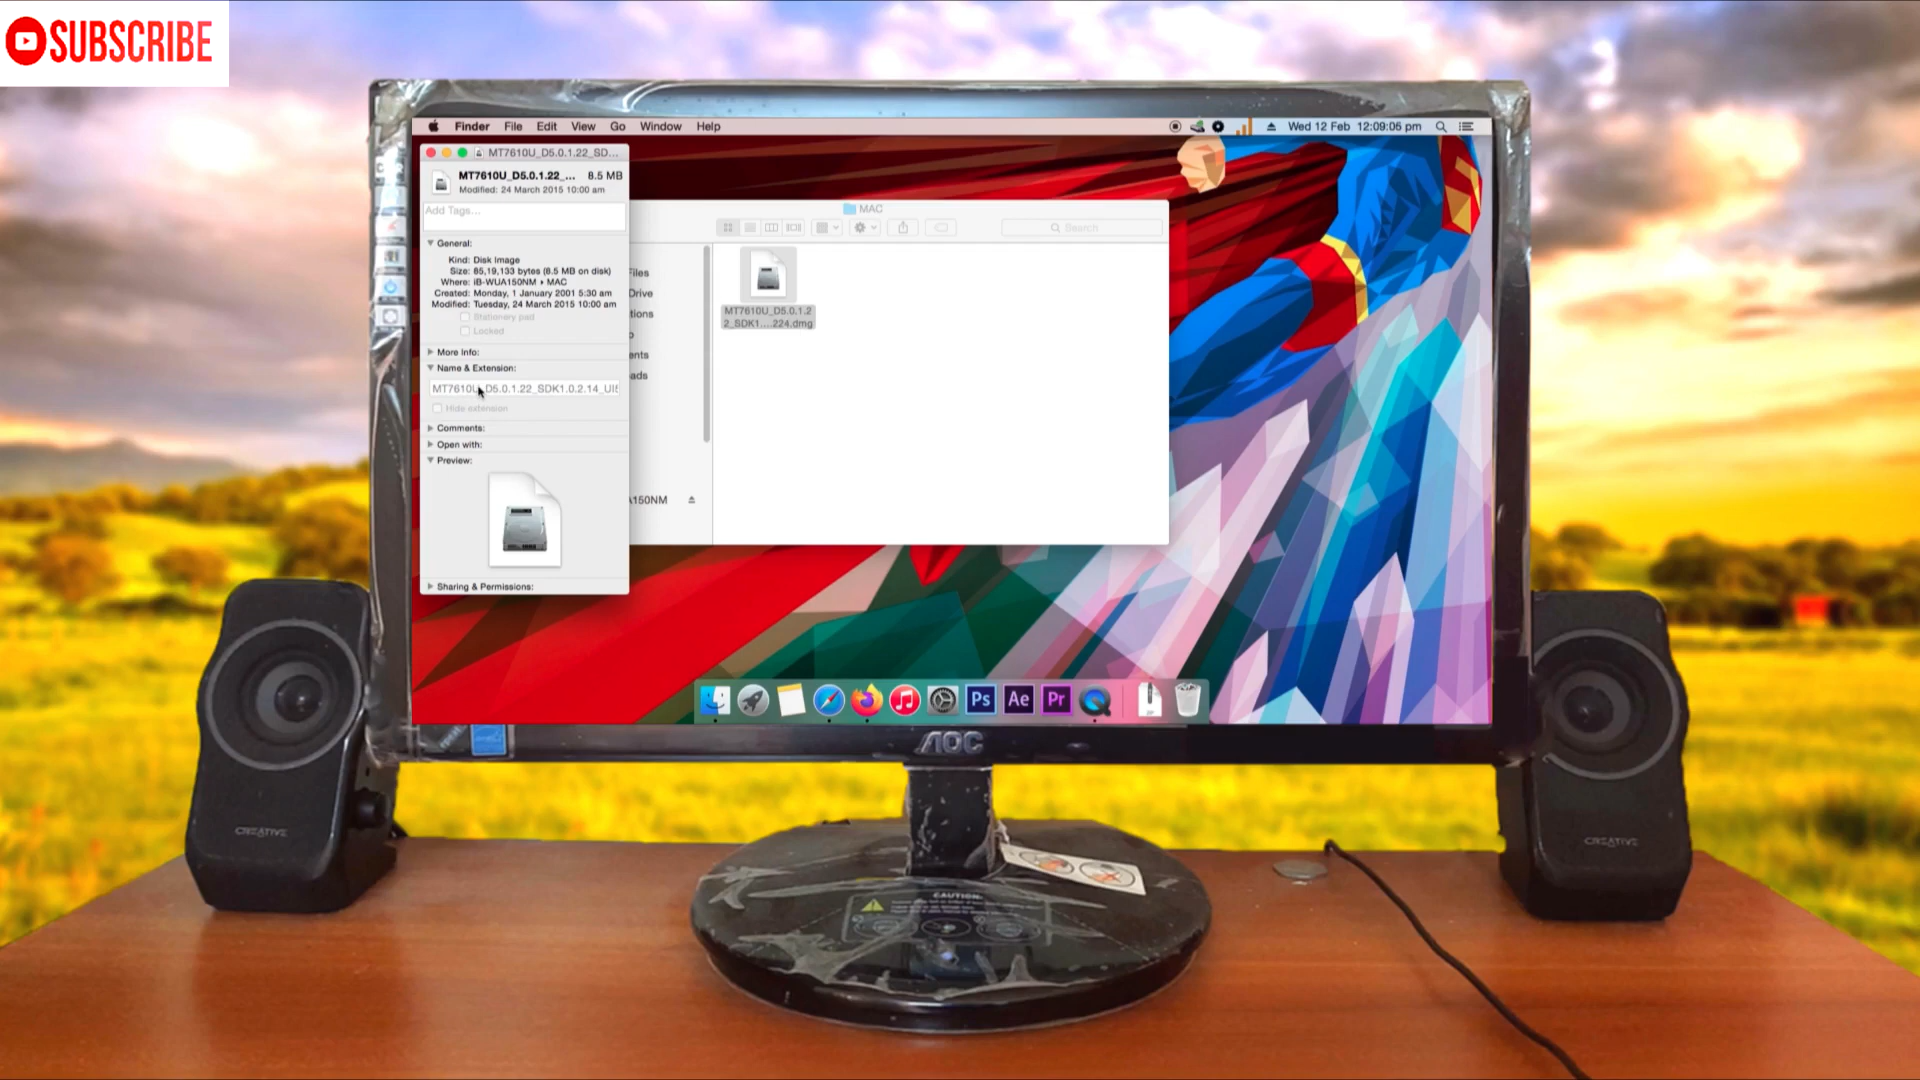 SUBSCRIBE
Finder File Edit View Go Window Help
Wed 12 Feb 12:09:06 pm
MT7610U_D5.0.1.22_SD...
MT7610U_D5.0.1.22_... 8.5 MB
Modified: 24 March 2015 10:00 am
Add Tags...
General:
Kind: Disk Image
Size: 85,19,133 bytes (8.5 MB on disk)
Where: iB-WUA150NM ▸ MAC
Created: Monday, 1 January 2001 5:30 am
Modified: Tuesday, 24 March 2015 10:00 am
Stationery pad
Locked
More Info:
Name & Extension:
MT7610U_D5.0.1.22_SDK1.0.2.14_UI
Hide extension
Comments:
Open with:
Preview:
Sharing & Permissions:
MAC
Search
Files
Drive
tions
ents
ads
A150NM
MT7610U_D5.0.1.2
2_SDK1....224.dmg
Ps Ae Pr
AOC
CREATIVE
CREATIVE
CAUTION: